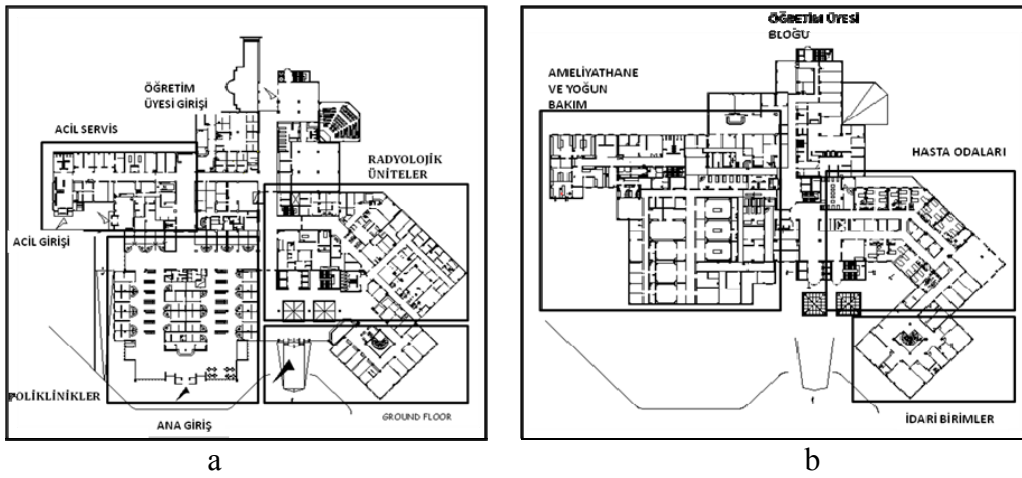 ÖĞRETİM
ÜYESİ GİRİŞİ
ACİL SERVİS
RADYOLOJİK
ÜNİTELER
ACİL GİRİŞİ
POLİKLİNİKLER
GROUND FLOOR
ANA GİRİŞ
a
ÖĞRETİM ÜYESİ
BLOĞU
AMELİYATHANE
VE YOĞUN
BAKIM
HASTA ODALARI
İDARİ BİRİMLER
b